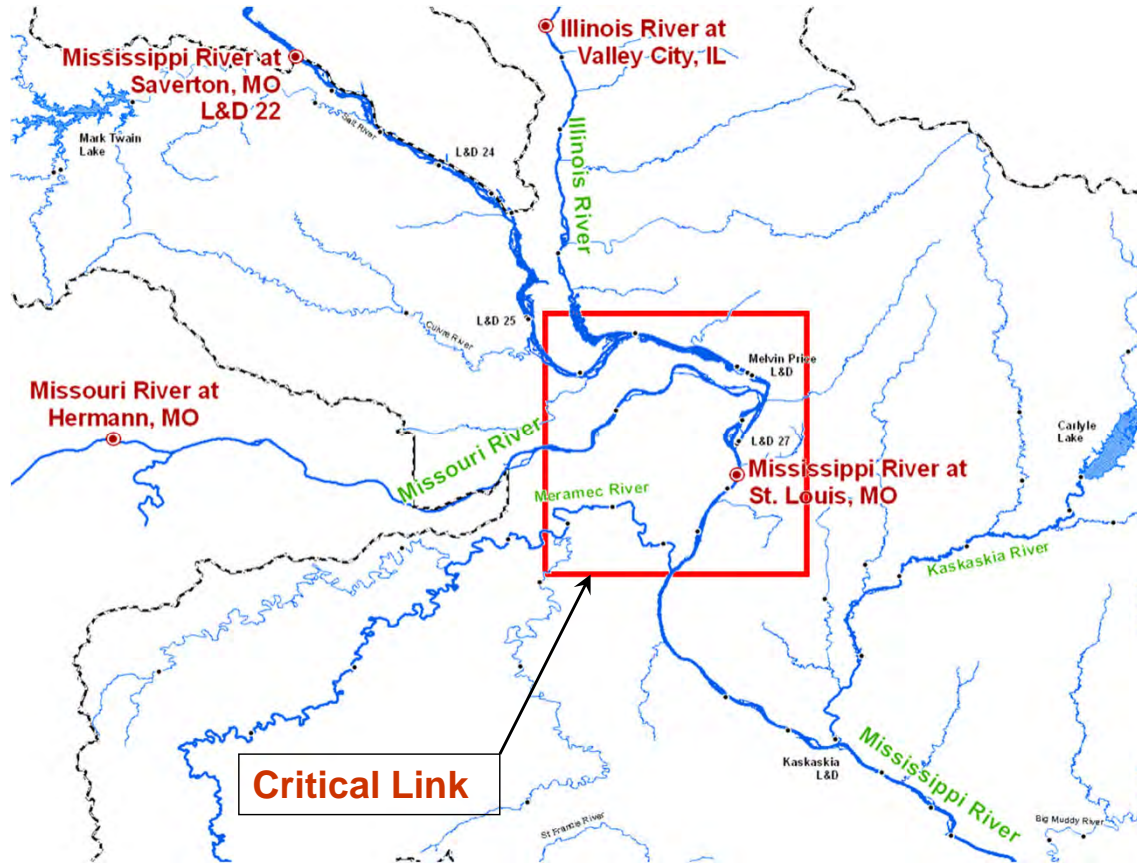 Illinois River at
Valley City, IL
Mississippi River at
Saverton, MO
L&D 22
Mark Twain
Lake
Salt River
L&D 24
Illinois River
L&D 25
Cuivre River
Melvin Price
L&D
Missouri River at
Hermann, MO
Missouri River
L&D 27
Carlyle
Lake
Mississippi River at
St. Louis, MO
Meramec River
Kaskaskia River
Critical Link
Kaskaskia
L&D
Mississippi River
St Francis River
Big Muddy River